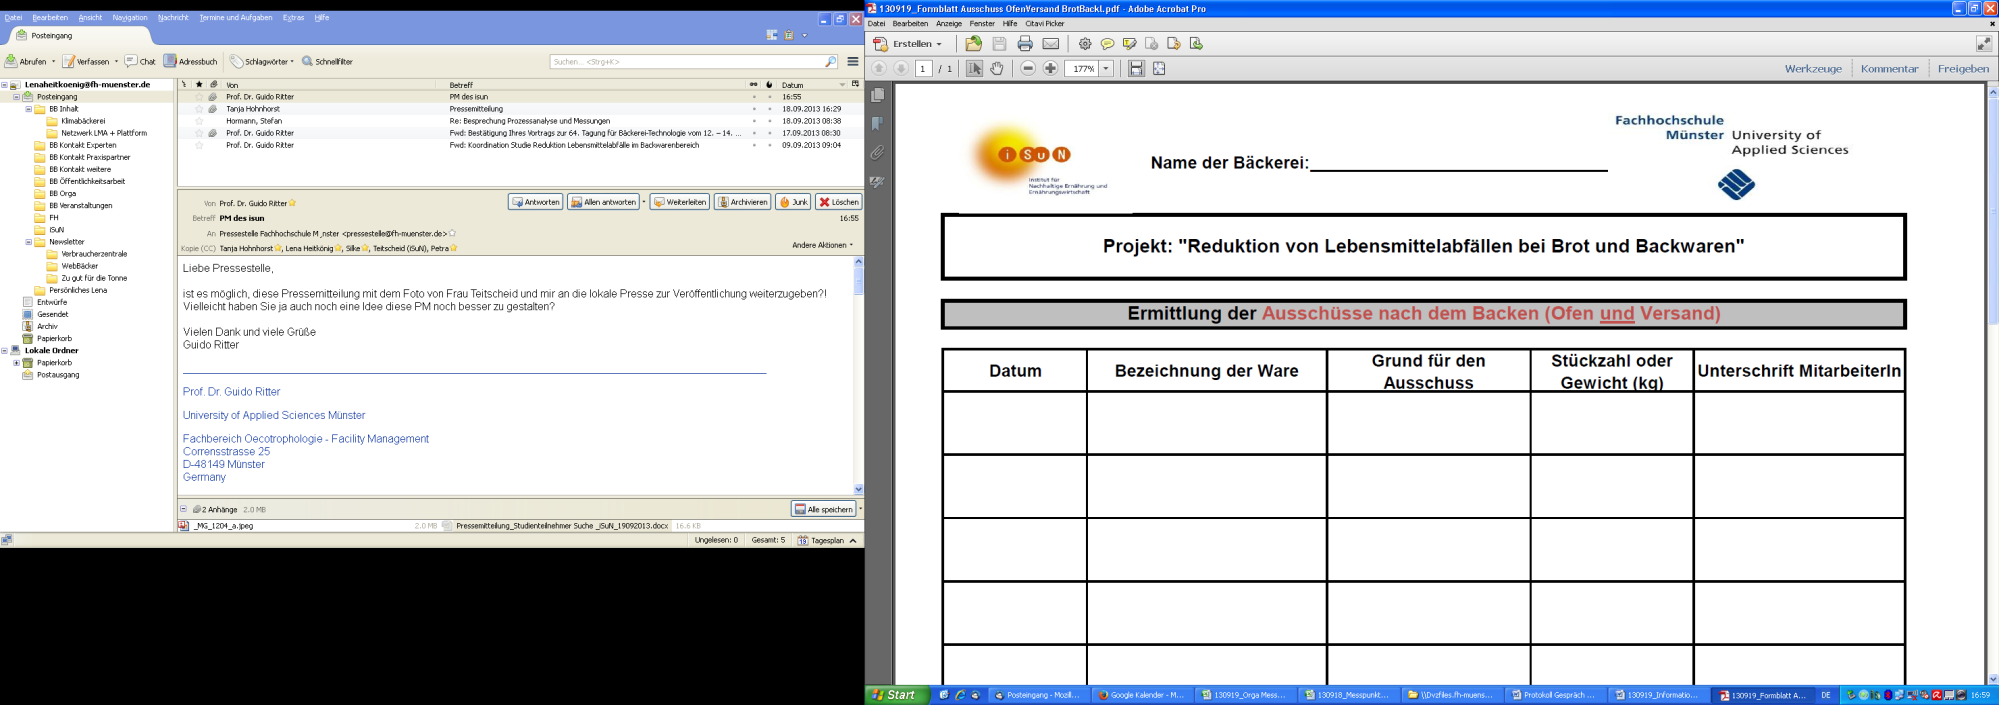 Datei Bearbeiten Ansicht Navigation Nachricht Termine und Aufgaben Extras Hilfe
Posteingang
Abrufen Verfassen Chat Adressbuch Schlagwörter Schnellfilter Suchen... <Strg+K>
Lenaheitkoenig@fh-muenster.de
Posteingang
BB Inhalt
Klimabäckerei
Netzwerk LMA + Plattform
BB Kontakt Experten
BB Kontakt Praxispartner
BB Kontakt weitere
BB Öffentlichkeitsarbeit
BB Orga
BB Veranstaltungen
FH
iSuN
Newsletter
Verbraucherzentrale
WebBäcker
Zu gut für die Tonne
Persönliches Lena
Entwürfe
Gesendet
Archiv
Papierkorb
Lokale Ordner
Papierkorb
Postausgang
Von Betreff Datum
Prof. Dr. Guido Ritter PM des isun 16:55
Tanja Hohnhorst Pressemitteilung 18.09.2013 16:29
Hormann, Stefan Re: Besprechung Prozessanalyse und Messungen 18.09.2013 08:38
Prof. Dr. Guido Ritter Fwd: Bestätigung Ihres Vortrags zur 64. Tagung für Bäckerei-Technologie vom 12. – 14. ... 17.09.2013 08:30
Prof. Dr. Guido Ritter Fwd: Koordination Studie Reduktion Lebensmittelabfälle im Backwarenbereich 09.09.2013 09:04
Von Prof. Dr. Guido Ritter Antworten Allen antworten Weiterleiten Archivieren Junk Löschen
Betreff PM des isun 16:55
An Pressestelle Fachhochschule M_nster <pressestelle@fh-muenster.de>
Kopie (CC) Tanja Hohnhorst, Lena Heitkönig, Silke, Teitscheid (iSuN), Petra Andere Aktionen
Liebe Pressestelle,
ist es möglich, diese Pressemitteilung mit dem Foto von Frau Teitscheid und mir an die lokale Presse zur Veröffentlichung weiterzugeben?!
Vielleicht haben Sie ja auch noch eine Idee diese PM noch besser zu gestalten?
Vielen Dank und viele Grüße
Guido Ritter
Prof. Dr. Guido Ritter
University of Applied Sciences Münster
Fachbereich Oecotrophologie - Facility Management
Corrensstrasse 25
D-48149 Münster
Germany
2 Anhänge 2.0 MB Alle speichern
_MG_1204_a.jpeg 2.0 MB Pressemitteilung_Studienteilnehmer Suche _iSuN_19092013.docx 16.6 KB
Ungelesen: 0 Gesamt: 5 Tagesplan
130919_Formblatt Ausschuss OfenVersand BrotBackl.pdf - Adobe Acrobat Pro
Datei Bearbeiten Anzeige Fenster Hilfe Citavi Picker
Erstellen
1 / 1 177% Werkzeuge Kommentar Freigeben
iSuN
Institut für
Nachhaltige Ernährung und
Ernährungswirtschaft
Name der Bäckerei:
Fachhochschule
Münster University of
Applied Sciences
Projekt: "Reduktion von Lebensmittelabfällen bei Brot und Backwaren"
Ermittlung der Ausschüsse nach dem Backen (Ofen und Versand)
Datum Bezeichnung der Ware Grund für den Ausschuss Stückzahl oder Gewicht (kg) Unterschrift MitarbeiterIn
Start Posteingang - Mozil... Google Kalender - M... 130919_Orga Mess... 130918_Messpunkt... \\Dvzfiles.fh-muens... Protokoll Gespräch ... 130919_Informatio... 130919_Formblatt A... DE 16:59